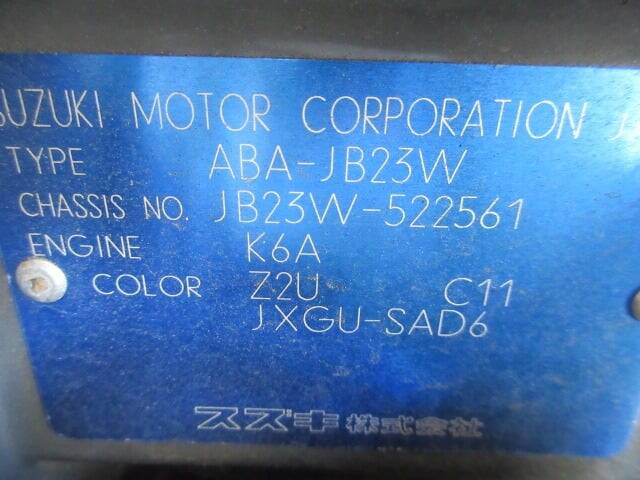 SUZUKI MOTOR CORPORATION
TYPE ABA-JB23W
CHASSIS NO. JB23W-522561
ENGINE K6A
COLOR Z2U C11
JXGU-SAD6
スズキ株式会社